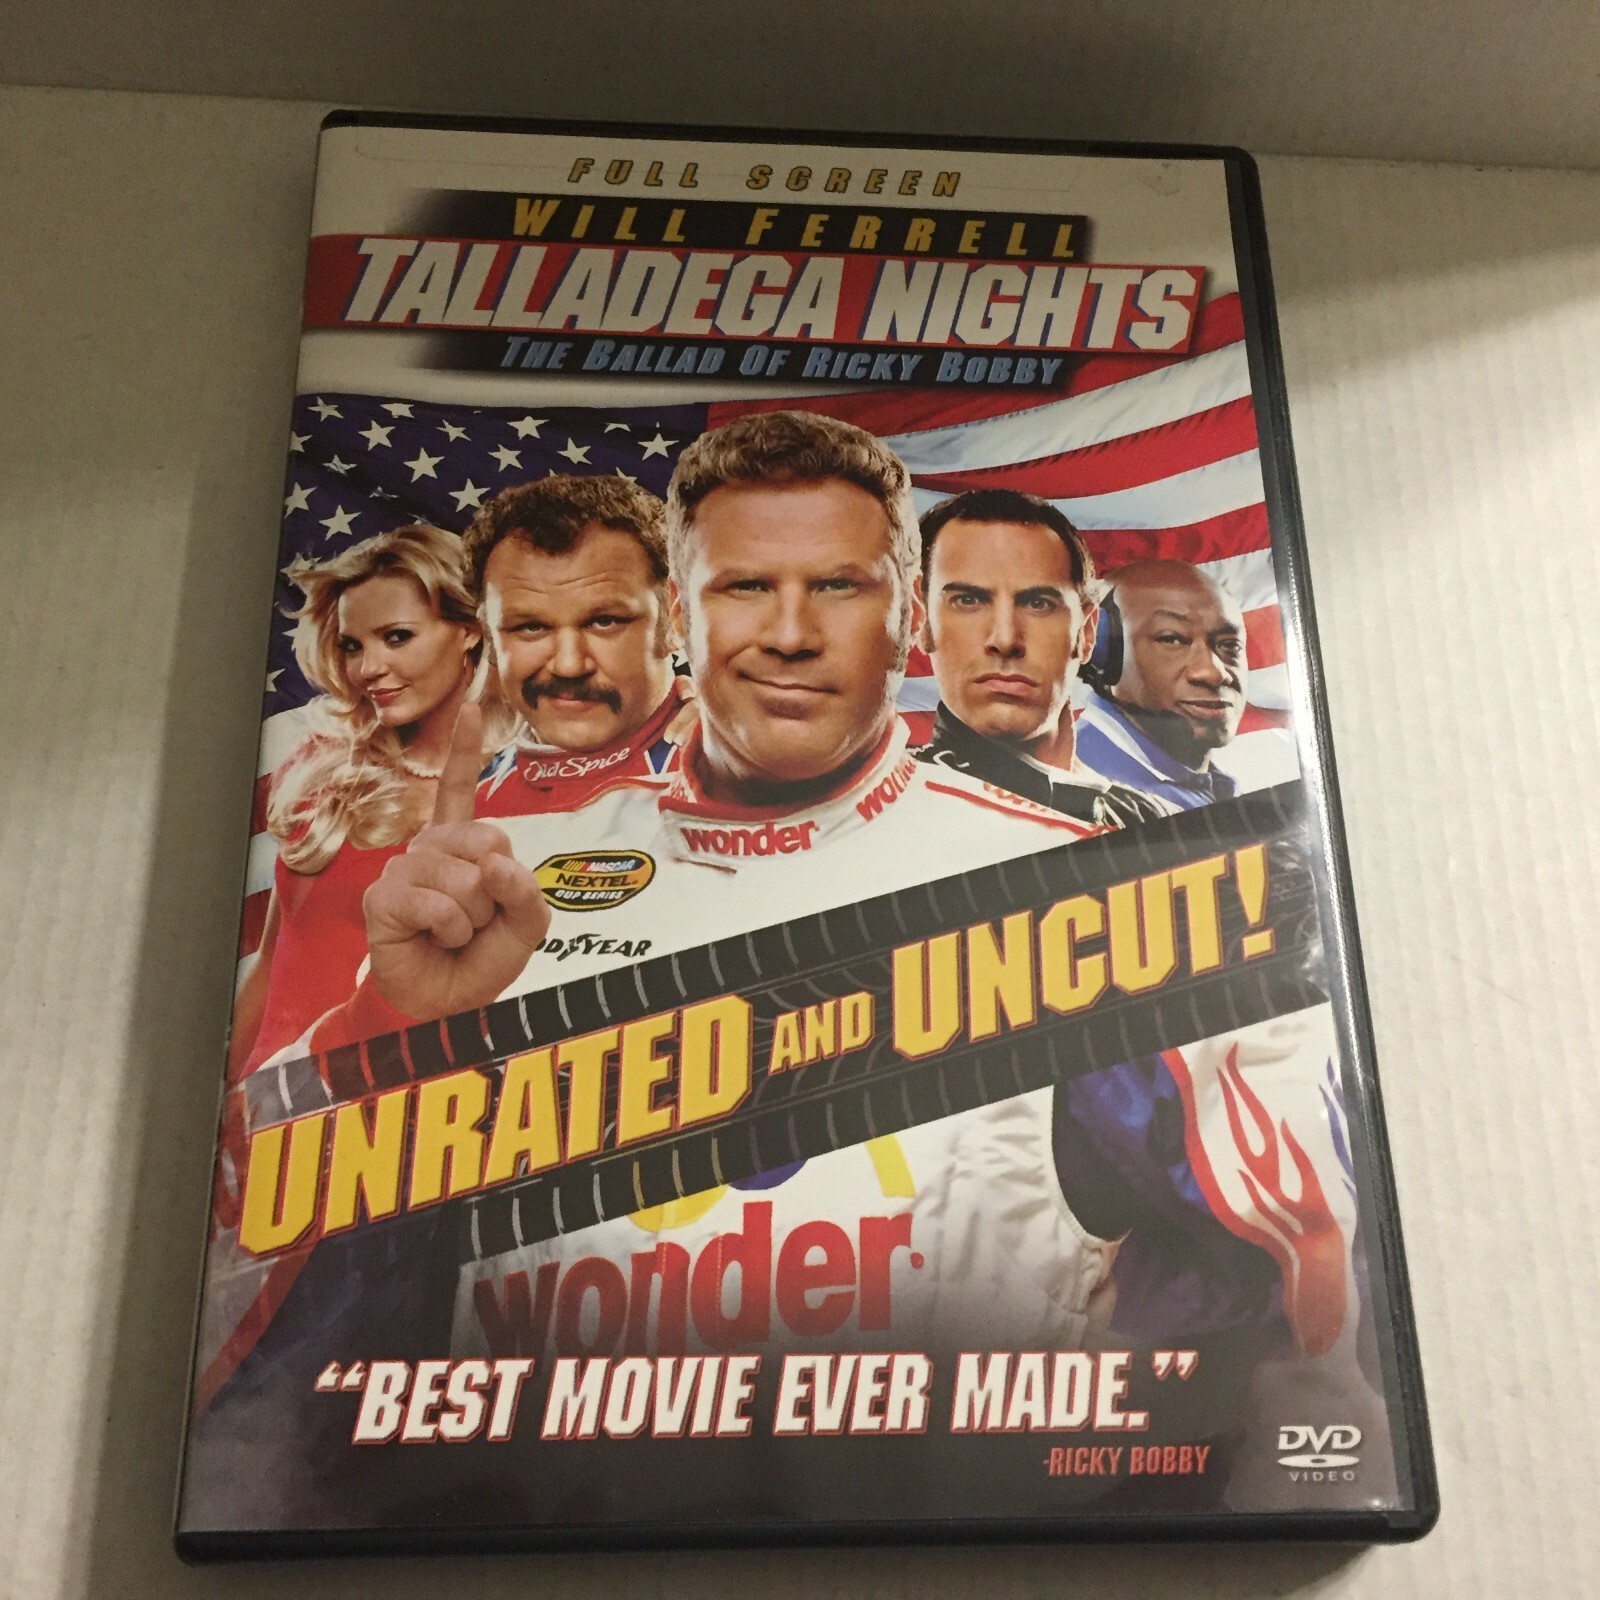 FULL SCREEN
WILL FERRELL
TALLADEGA NIGHTS
THE BALLAD OF RICKY BOBBY
Old Spice
wonder
NASCAR
NEXTEL
CUP SERIES
UNRATED AND UNCUT!
wonder
"BEST MOVIE EVER MADE."
-RICKY BOBBY
DVD
VIDEO